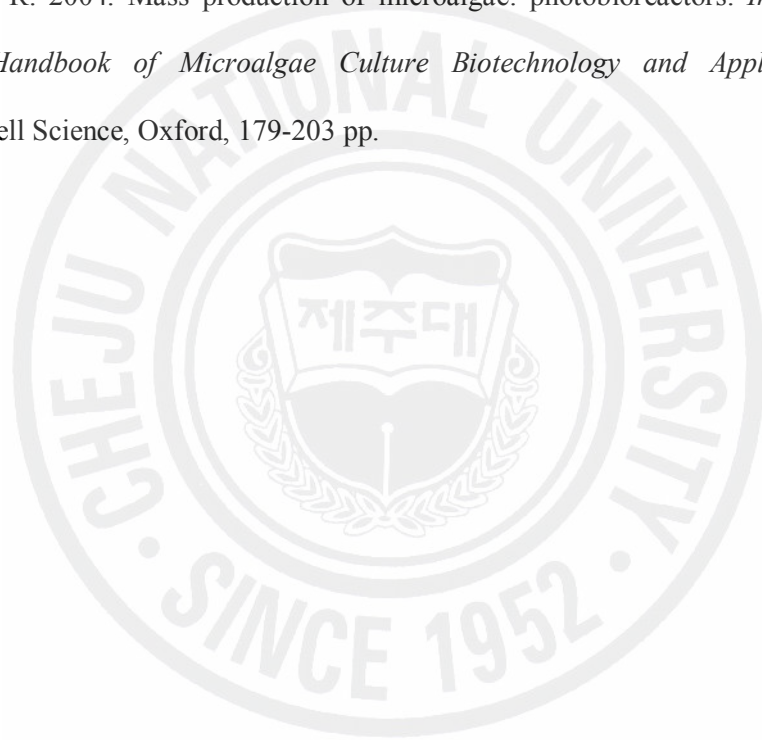 R. 2004. Mass production of microalgae: photobioreactors. In
Handbook of Microalgae Culture Biotechnology and Appl
ell Science, Oxford, 179-203 pp.
CHEJU NATIONAL UNIVERSITY
제주대
· SINCE 1952 ·